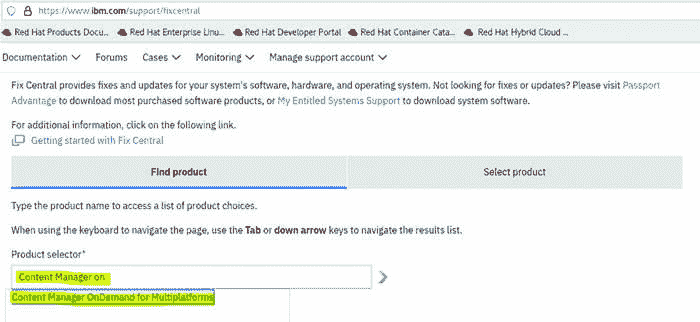 https://www.ibm.com/support/fixcentral
Red Hat Products Docu... Red Hat Enterprise Linu... Red Hat Developer Portal Red Hat Container Cata... Red Hat Hybrid Cloud ...
Documentation Forums Cases Monitoring Manage support account
Fix Central provides fixes and updates for your system's software, hardware, and operating system. Not looking for fixes or updates? Please visit Passport
Advantage to download most purchased software products, or My Entitled Systems Support to download system software.
For additional information, click on the following link.
Getting started with Fix Central
Find product Select product
Type the product name to access a list of product choices.
When using the keyboard to navigate the page, use the Tab or down arrow keys to navigate the results list.
Product selector*
Content Manager on
Content Manager OnDemand for Multiplatforms